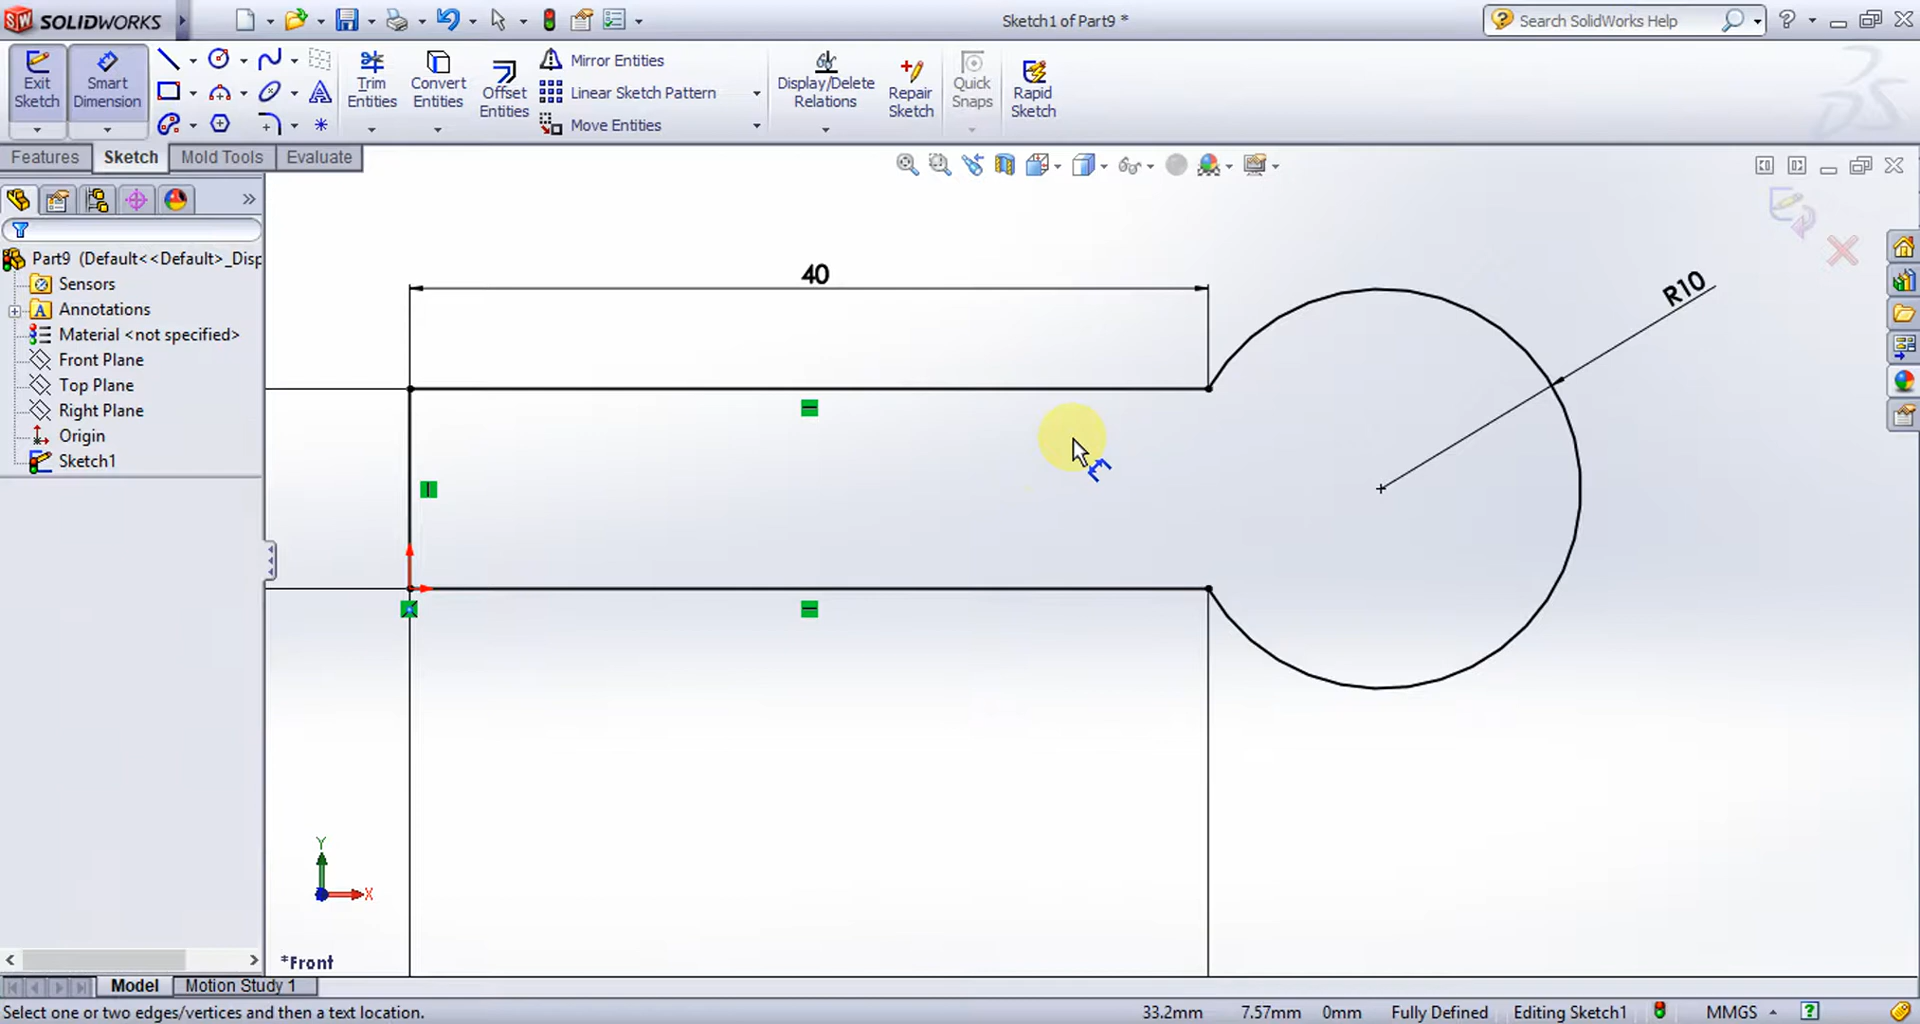 SOLIDWORKS
Sketch1 of Part9 *
Search SolidWorks Help
Exit
Sketch
Smart
Dimension
Trim
Entities
Convert
Entities
Offset
Entities
Mirror Entities
Linear Sketch Pattern
Move Entities
Display/Delete
Relations
Repair
Sketch
Quick
Snaps
Rapid
Sketch
Features
Sketch
Mold Tools
Evaluate
Part9 (Default<<Default>_Disp
Sensors
Annotations
Material <not specified>
Front Plane
Top Plane
Right Plane
Origin
Sketch1
40
R10
Y
X
*Front
Model
Motion Study 1
Select one or two edges/vertices and then a text location.
33.2mm
7.57mm
0mm
Fully Defined
Editing Sketch1
MMGS